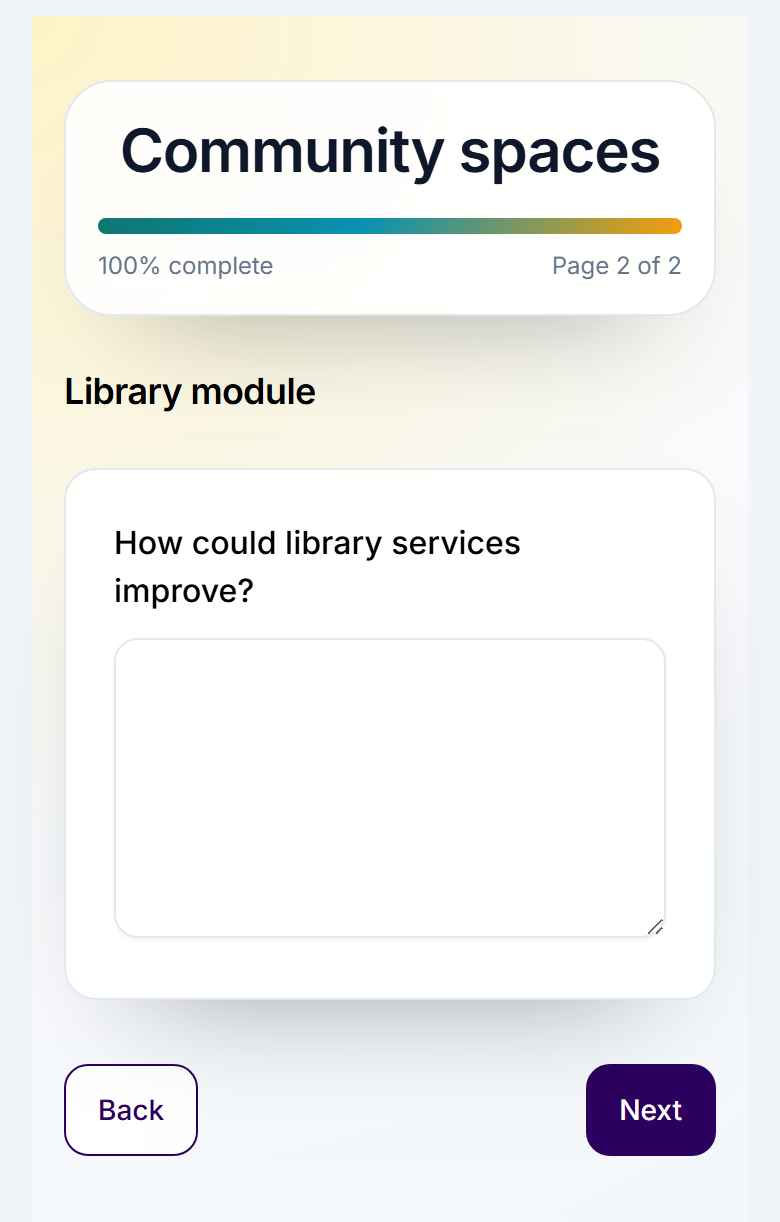 Community spaces
100% complete
Page 2 of 2
Library module
How could library services
improve?
Back
Next